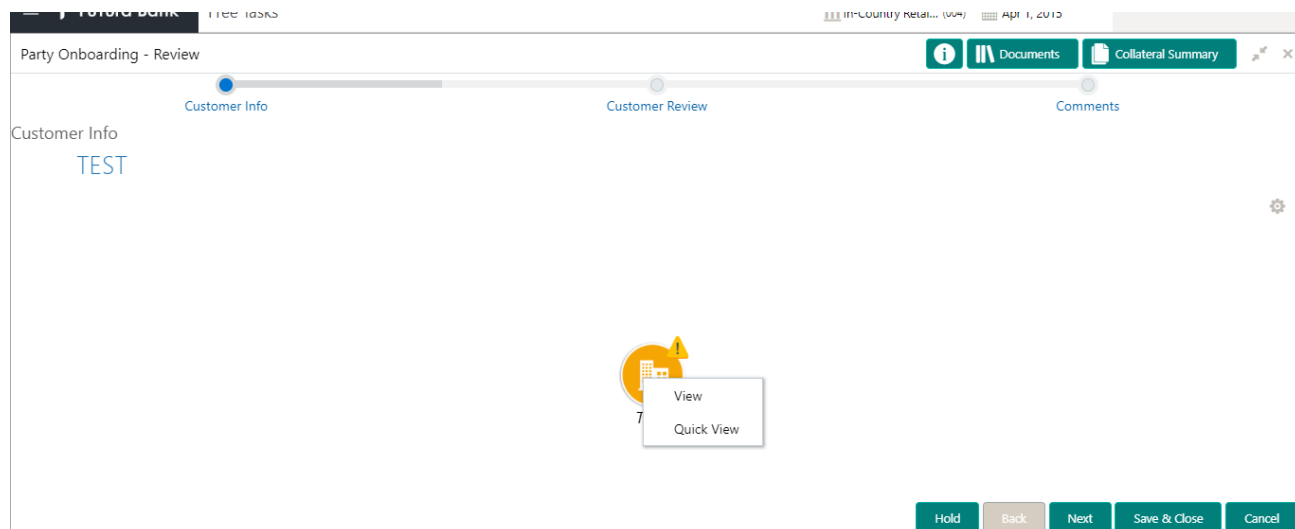 Free Tasks
In-Country Retai... (004) Apr 1, 2015
Party Onboarding - Review
i Documents Collateral Summary
Customer Info Customer Review Comments
Customer Info
TEST
View
Quick View
Hold Back Next Save & Close Cancel